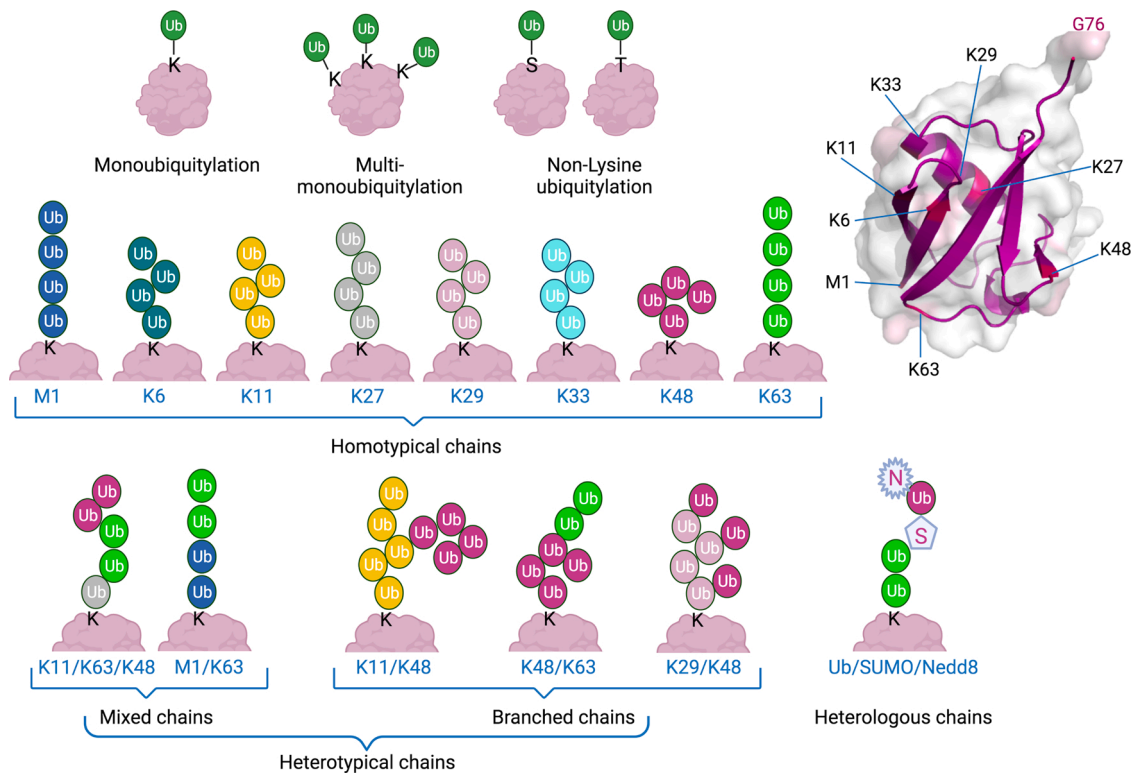 Ub
Ub
Ub
Ub
Ub
Ub
K
K
K
K
S
T
Monoubiquitylation
Multi-
monoubiquitylation
Non-Lysine
ubiquitylation
G76
K29
K33
K11
K27
K6
K48
M1
K63
Ub
Ub
Ub
Ub
K
Ub
Ub
Ub
Ub
K
Ub
Ub
Ub
Ub
K
Ub
Ub
Ub
Ub
K
Ub
Ub
Ub
Ub
K
Ub
Ub
Ub
Ub
K
Ub
Ub
Ub
Ub
K
Ub
Ub
Ub
Ub
K
M1 K6 K11 K27 K29 K33 K48 K63
Homotypical chains
Ub
Ub
Ub
Ub
Ub
K
Ub
Ub
Ub
Ub
K
Ub
Ub
Ub
Ub
Ub
Ub
Ub
Ub
Ub
K
Ub
Ub
Ub
Ub
Ub
Ub
K
Ub
Ub
Ub
Ub
Ub
Ub
Ub
K
N
Ub
S
Ub
Ub
K
K11/K63/K48 M1/K63 K11/K48 K48/K63 K29/K48 Ub/SUMO/Nedd8
Mixed chains Branched chains Heterologous chains
Heterotypical chains